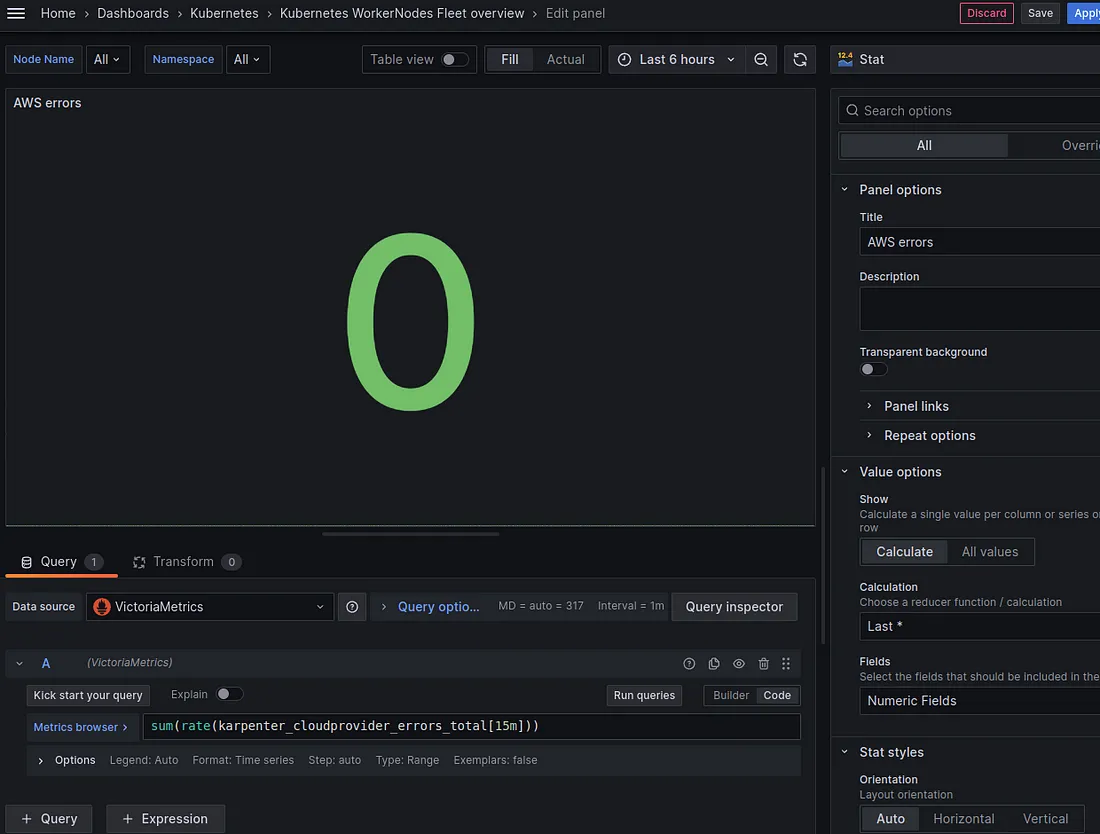 Home › Dashboards › Kubernetes › Kubernetes WorkerNodes Fleet overview › Edit panel
Discard Save Apply
Node Name All Namespace All Table view Fill Actual Last 6 hours
12.4 Stat
AWS errors
0
Search options
All Overri
Panel options
Title
AWS errors
Description
Transparent background
Panel links
Repeat options
Value options
Show
Calculate a single value per column or series o
row
Calculate All values
Calculation
Choose a reducer function / calculation
Last *
Fields
Select the fields that should be included in the
Numeric Fields
Stat styles
Orientation
Layout orientation
Auto Horizontal Vertical
Query 1 Transform 0
Data source VictoriaMetrics Query optio... MD = auto = 317 Interval = 1m Query inspector
A (VictoriaMetrics)
Kick start your query Explain Run queries Builder Code
Metrics browser › sum(rate(karpenter_cloudprovider_errors_total[15m]))
Options Legend: Auto Format: Time series Step: auto Type: Range Exemplars: false
+ Query + Expression